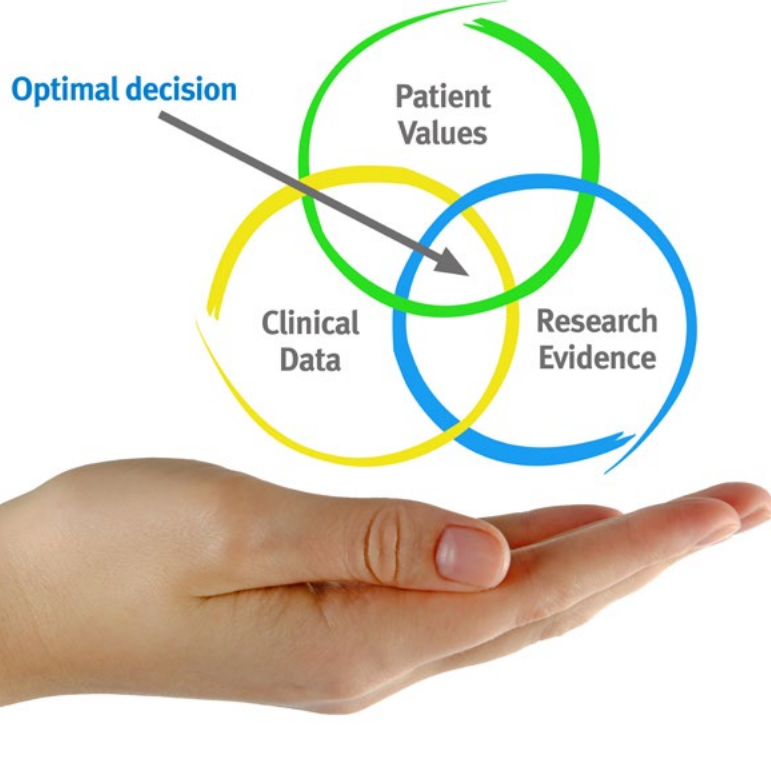 Optimal decision
Patient
Values
Clinical
Data
Research
Evidence